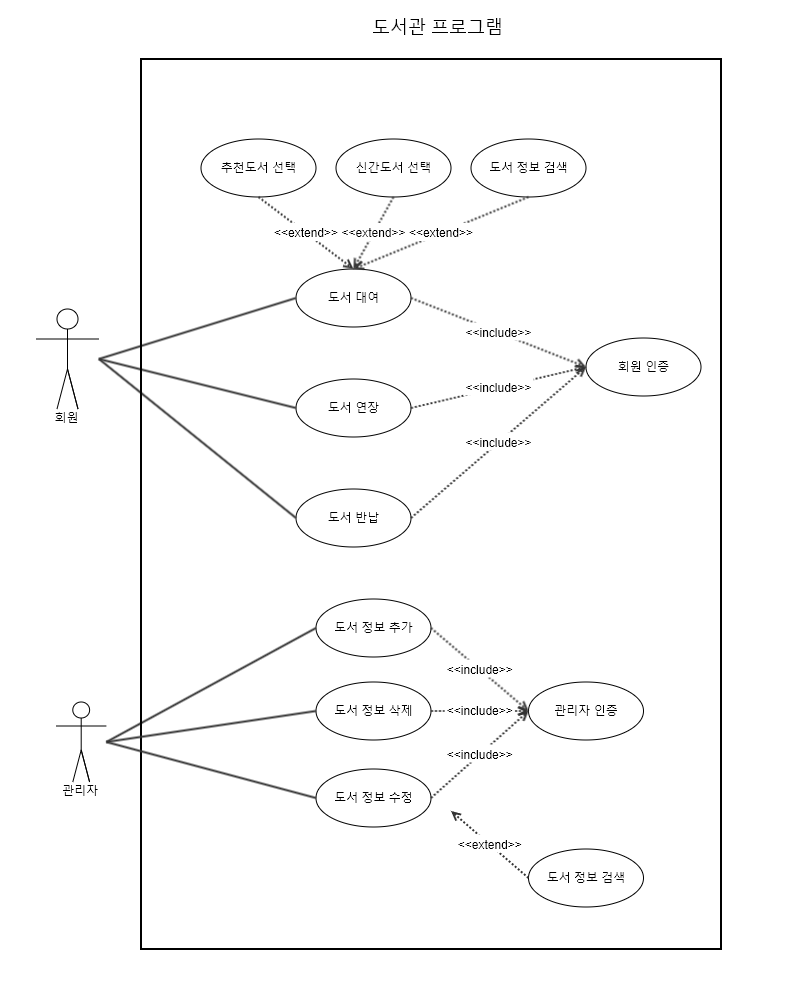 도서관 프로그램
추천도서 선택
신간도서 선택
도서 정보 검색
<<extend>>
<<extend>>
<<extend>>
도서 대여
<<include>>
회원 인증
<<include>>
도서 연장
회원
<<include>>
도서 반납
도서 정보 추가
<<include>>
도서 정보 삭제
<<include>>
관리자 인증
<<include>>
관리자
도서 정보 수정
<<extend>>
도서 정보 검색